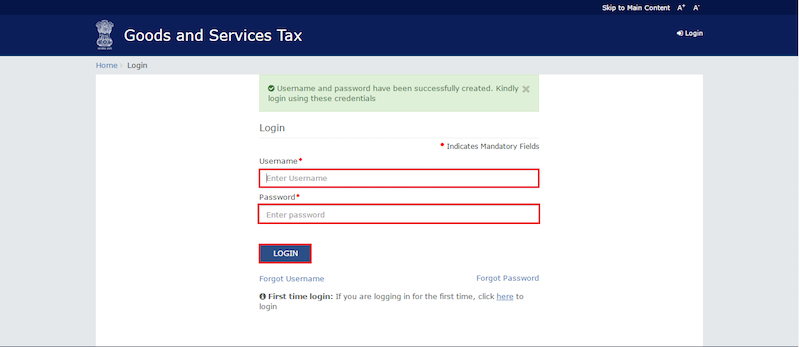 Skip to Main Content A+ A-
Goods and Services Tax
Login
Home › Login
Username and password have been successfully created. Kindly
login using these credentials
Login
• Indicates Mandatory Fields
Username•
Enter Username
Password•
Enter password
LOGIN
Forgot Username Forgot Password
First time login: If you are logging in for the first time, click here to
login